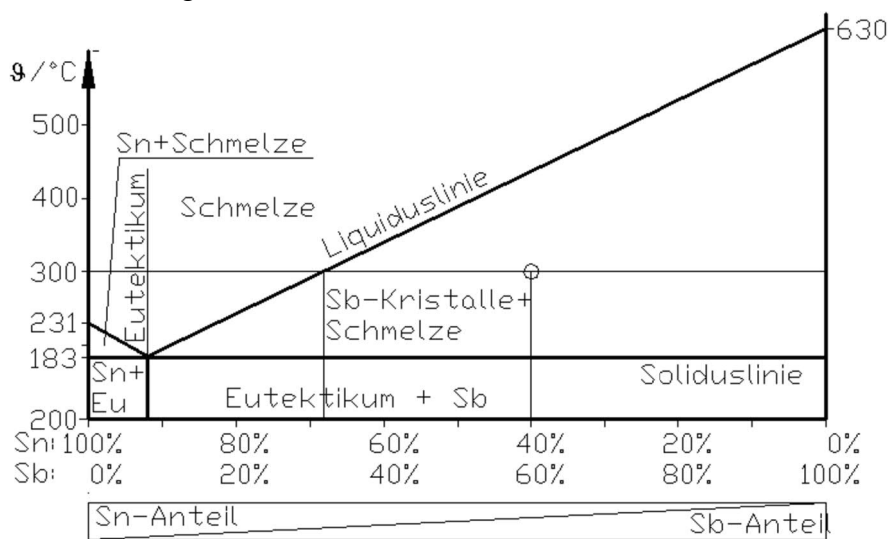 630
ϑ/°C
500
Sn+Schmelze
Eutektikum
Schmelze
400
Liquiduslinie
300
Sb-Kristalle+
Schmelze
231
183
Sn+
Eu
Soliduslinie
Eutektikum + Sb
200
Sn: 100% 80% 60% 40% 20% 0%
Sb: 0% 20% 40% 60% 80% 100%
Sn-Anteil
Sb-Anteil